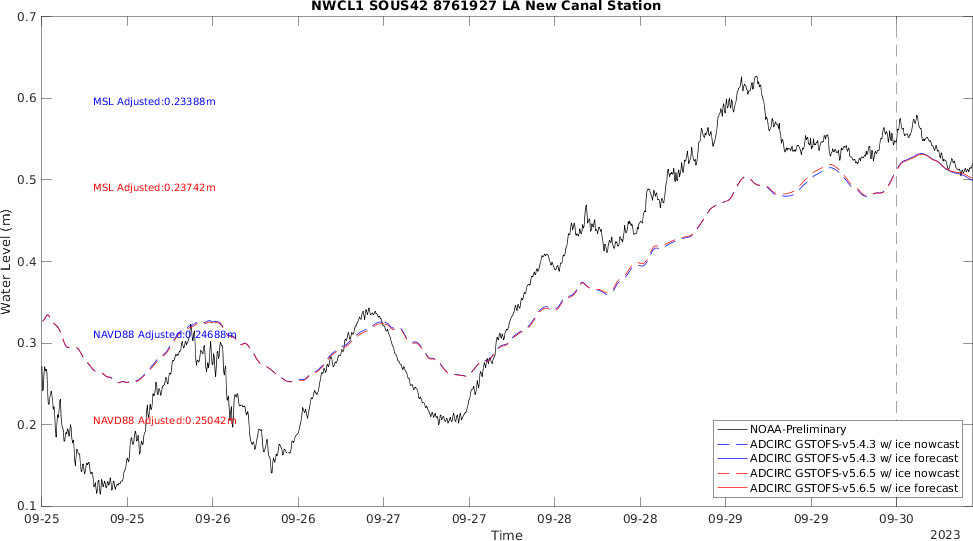 NWCL1 SOUS42 8761927 LA New Canal Station
0.7
0.6
0.5
0.4
0.3
0.2
0.1
Water Level (m)
MSL Adjusted:0.23388m
MSL Adjusted:0.23742m
NAVD88 Adjusted:0.24688m
NAVD88 Adjusted:0.25042m
NOAA-Preliminary
ADCIRC GSTOFS-v5.4.3 w/ ice nowcast
ADCIRC GSTOFS-v5.4.3 w/ ice forecast
ADCIRC GSTOFS-v5.6.5 w/ ice nowcast
ADCIRC GSTOFS-v5.6.5 w/ ice forecast
09-25 09-25 09-26 09-26 09-27 09-27 09-28 09-28 09-29 09-29 09-30
Time
2023